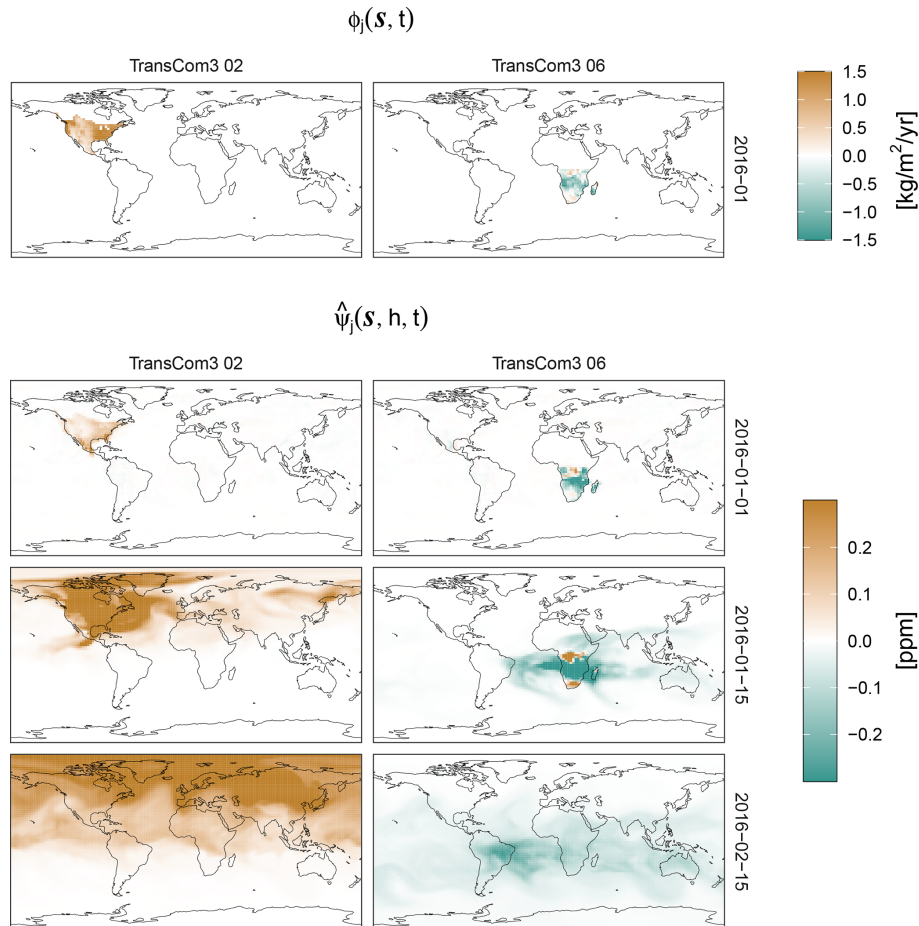 ϕj(s, t)
TransCom3 02
TransCom3 06
2016−01
1.5
1.0
0.5
0.0
−0.5
−1.0
−1.5
[kg/m²/yr)
ψ̂j(s, h, t)
TransCom3 02
TransCom3 06
2016−01−01
2016−01−15
2016−02−15
0.2
0.0
−0.1
−0.2
[ppm]